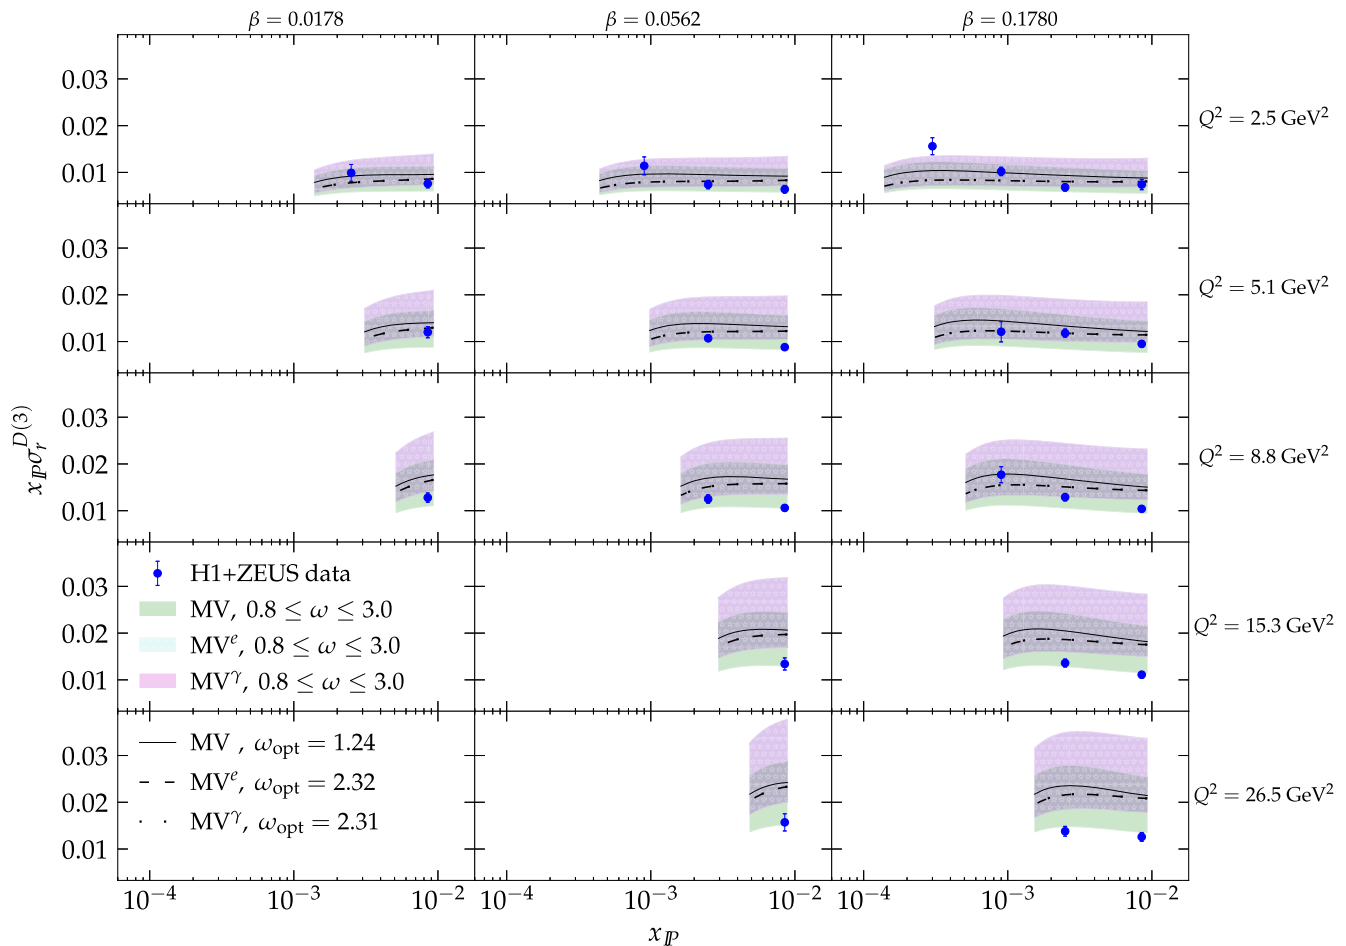 β = 0.0178 β = 0.0562 β = 0.1780
0.03
0.02
0.01
Q² = 2.5 GeV²
0.03
0.02
0.01
Q² = 5.1 GeV²
0.03
0.02
0.01
Q² = 8.8 GeV²
x_{IP}σ_r^{D(3)}
0.03
0.02
0.01
H1+ZEUS data
MV, 0.8 ≤ ω ≤ 3.0
MV^e, 0.8 ≤ ω ≤ 3.0
MV^γ, 0.8 ≤ ω ≤ 3.0
Q² = 15.3 GeV²
0.03
0.02
0.01
MV , ω_opt = 1.24
MV^e, ω_opt = 2.32
MV^γ, ω_opt = 2.31
Q² = 26.5 GeV²
10⁻⁴ 10⁻³ 10⁻² 10⁻⁴ 10⁻³ 10⁻² 10⁻⁴ 10⁻³ 10⁻²
x_{IP}